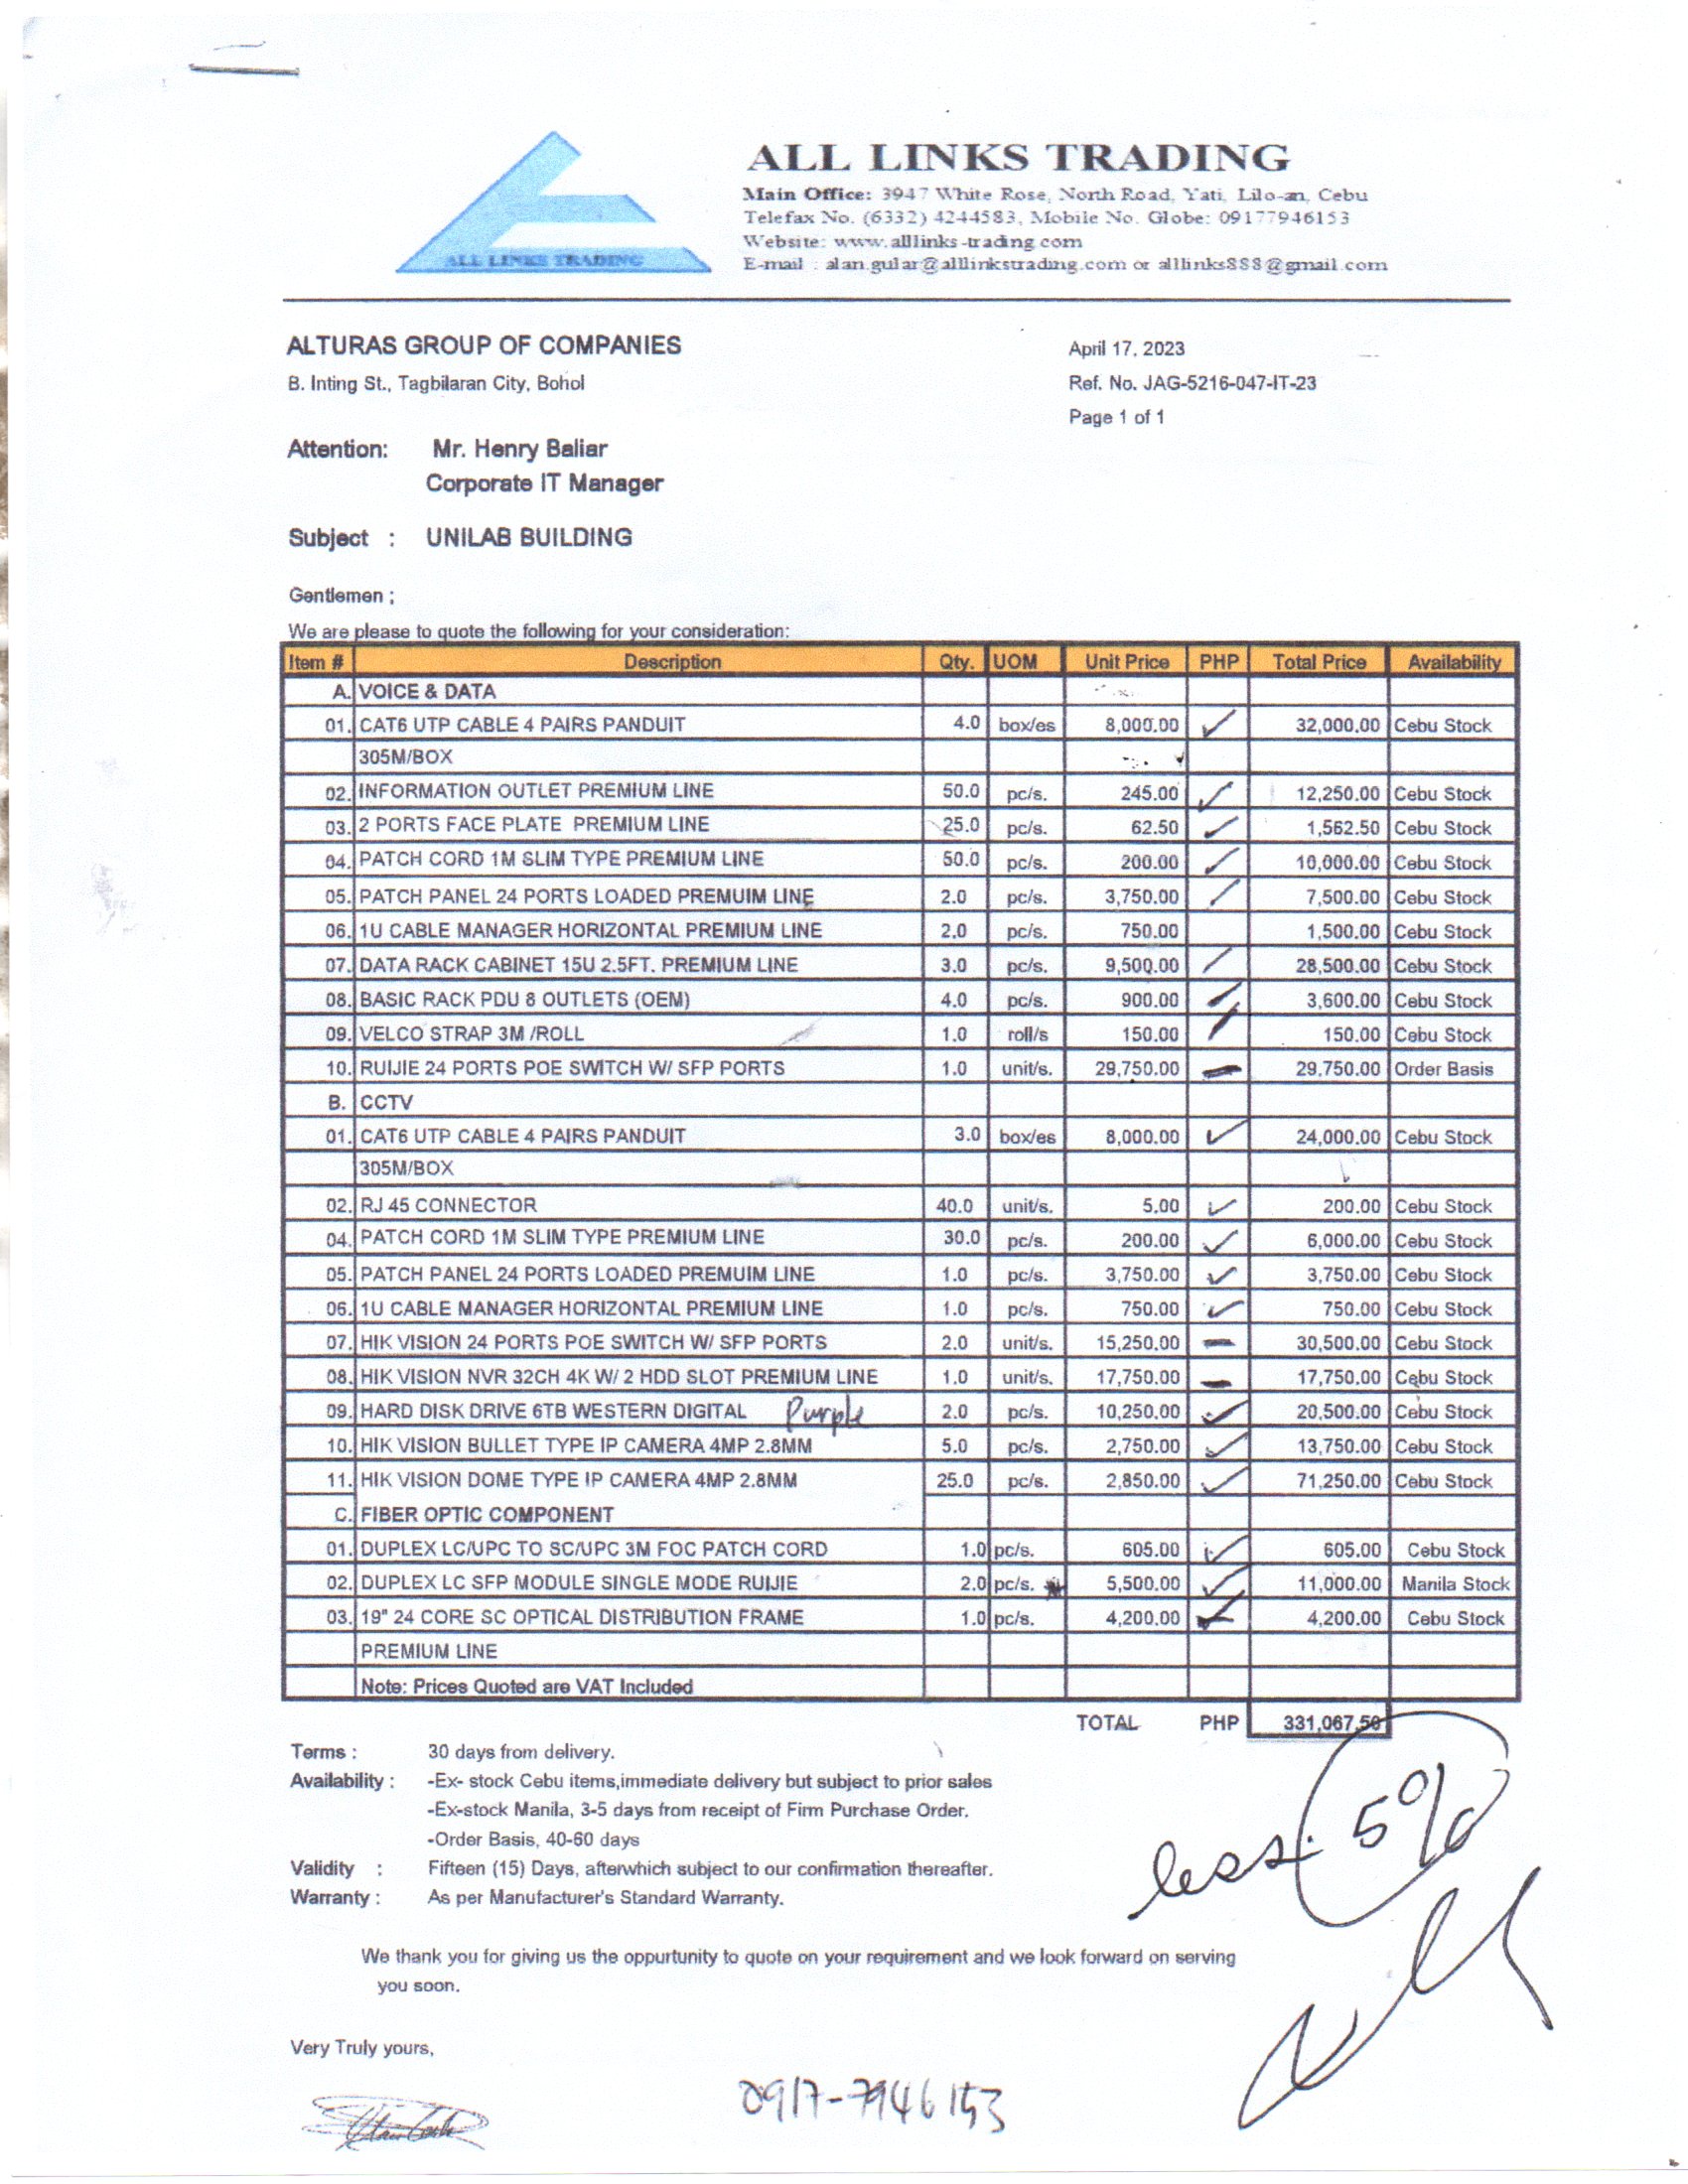 ALL LINKS TRADING
ALL LINKS TRADING
Main Office: 3947 White Rose, North Road, Yati, Lilo-an, Cebu
Telefax No. (6332) 4244583, Mobile No. Globe: 09177946153
Website: www.alllinks-trading.com
E-mail : alan.gular@alllinkstrading.com or alllinks888@gmail.com
ALTURAS GROUP OF COMPANIES
B. Inting St., Tagbilaran City, Bohol
April 17, 2023
Ref. No. JAG-5216-047-IT-23
Page 1 of 1
Attention: Mr. Henry Baliar
Corporate IT Manager
Subject : UNILAB BUILDING
Gentlemen ;
We are please to quote the following for your consideration:
Item # Description Qty. UOM Unit Price PHP Total Price Availability
A. VOICE & DATA
01. CAT6 UTP CABLE 4 PAIRS PANDUIT 4.0 box/es 8,000.00 32,000.00 Cebu Stock
305M/BOX
02. INFORMATION OUTLET PREMIUM LINE 50.0 pc/s. 245.00 12,250.00 Cebu Stock
03. 2 PORTS FACE PLATE PREMIUM LINE 25.0 pc/s. 62.50 1,562.50 Cebu Stock
04. PATCH CORD 1M SLIM TYPE PREMIUM LINE 50.0 pc/s. 200.00 10,000.00 Cebu Stock
05. PATCH PANEL 24 PORTS LOADED PREMUIM LINE 2.0 pc/s. 3,750.00 7,500.00 Cebu Stock
06. 1U CABLE MANAGER HORIZONTAL PREMIUM LINE 2.0 pc/s. 750.00 1,500.00 Cebu Stock
07. DATA RACK CABINET 15U 2.5FT. PREMIUM LINE 3.0 pc/s. 9,500.00 28,500.00 Cebu Stock
08. BASIC RACK PDU 8 OUTLETS (OEM) 4.0 pc/s. 900.00 3,600.00 Cebu Stock
09. VELCO STRAP 3M /ROLL 1.0 roll/s 150.00 150.00 Cebu Stock
10. RUIJIE 24 PORTS POE SWITCH W/ SFP PORTS 1.0 unit/s. 29,750.00 29,750.00 Order Basis
B. CCTV
01. CAT6 UTP CABLE 4 PAIRS PANDUIT 3.0 box/es 8,000.00 24,000.00 Cebu Stock
305M/BOX
02. RJ 45 CONNECTOR 40.0 unit/s. 5.00 200.00 Cebu Stock
04. PATCH CORD 1M SLIM TYPE PREMIUM LINE 30.0 pc/s. 200.00 6,000.00 Cebu Stock
05. PATCH PANEL 24 PORTS LOADED PREMUIM LINE 1.0 pc/s. 3,750.00 3,750.00 Cebu Stock
06. 1U CABLE MANAGER HORIZONTAL PREMIUM LINE 1.0 pc/s. 750.00 750.00 Cebu Stock
07. HIK VISION 24 PORTS POE SWITCH W/ SFP PORTS 2.0 unit/s. 15,250.00 30,500.00 Cebu Stock
08. HIK VISION NVR 32CH 4K W/ 2 HDD SLOT PREMIUM LINE 1.0 unit/s. 17,750.00 17,750.00 Cebu Stock
09. HARD DISK DRIVE 6TB WESTERN DIGITAL Purple 2.0 pc/s. 10,250.00 20,500.00 Cebu Stock
10. HIK VISION BULLET TYPE IP CAMERA 4MP 2.8MM 5.0 pc/s. 2,750.00 13,750.00 Cebu Stock
11. HIK VISION DOME TYPE IP CAMERA 4MP 2.8MM 25.0 pc/s. 2,850.00 71,250.00 Cebu Stock
C. FIBER OPTIC COMPONENT
01. DUPLEX LC/UPC TO SC/UPC 3M FOC PATCH CORD 1.0 pc/s. 605.00 605.00 Cebu Stock
02. DUPLEX LC SFP MODULE SINGLE MODE RUIJIE 2.0 pc/s. 5,500.00 11,000.00 Manila Stock
03. 19" 24 CORE SC OPTICAL DISTRIBUTION FRAME 1.0 pc/s. 4,200.00 4,200.00 Cebu Stock
PREMIUM LINE
Note: Prices Quoted are VAT Included
TOTAL PHP 331,067.50
Terms : 30 days from delivery.
Availability : -Ex- stock Cebu items,immediate delivery but subject to prior sales
-Ex-stock Manila, 3-5 days from receipt of Firm Purchase Order.
-Order Basis, 40-60 days
Validity : Fifteen (15) Days, afterwhich subject to our confirmation thereafter.
Warranty : As per Manufacturer's Standard Warranty.
less 5%
We thank you for giving us the oppurtunity to quote on your requirement and we look forward on serving
you soon.
Very Truly yours,
0917-7946153